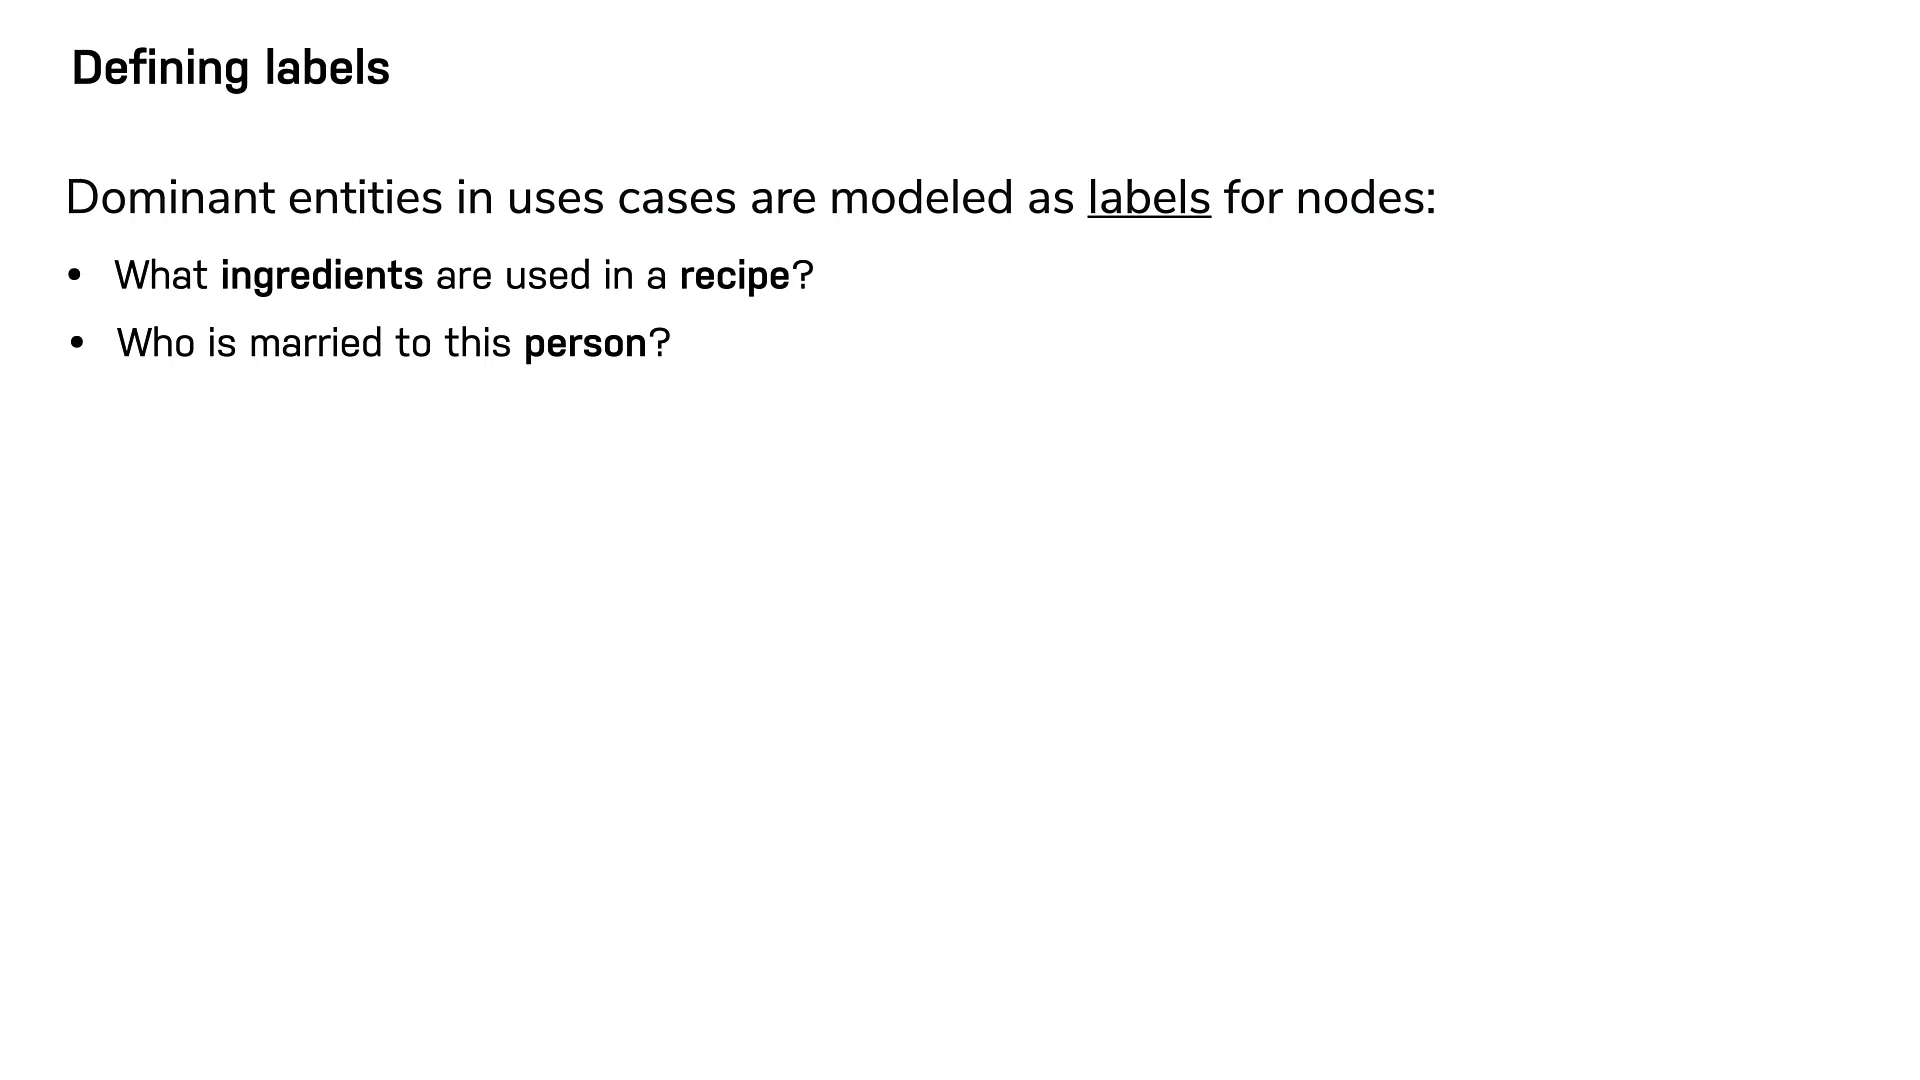 Defining labels
Dominant entities in uses cases are modeled as labels for nodes:
• What ingredients are used in a recipe?
• Who is married to this person?